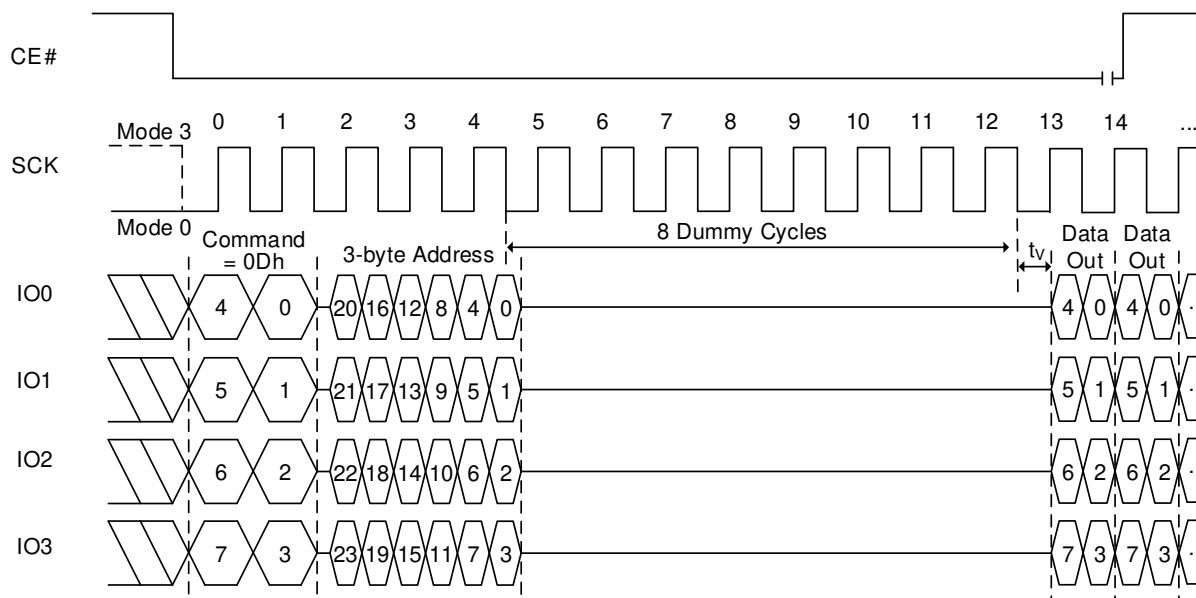 CE#
Mode 3 0 1 2 3 4 5 6 7 8 9 10 11 12 13 14 ...
SCK
Mode 0
Command
= 0Dh
3-byte Address
8 Dummy Cycles
tV
Data
Out
Data
Out
IO0 4 0 20 16 12 8 4 0 4 0 4 0 ..
IO1 5 1 21 17 13 9 5 1 5 1 5 1 ..
IO2 6 2 22 18 14 10 6 2 6 2 6 2 ..
IO3 7 3 23 19 15 11 7 3 7 3 7 3 ..